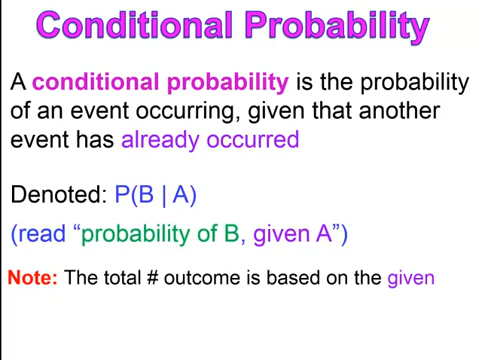 Conditional Probability
A conditional probability is the probability
of an event occurring, given that another
event has already occurred
Denoted: P(B | A)
(read “probability of B, given A”)
Note: The total # outcome is based on the given